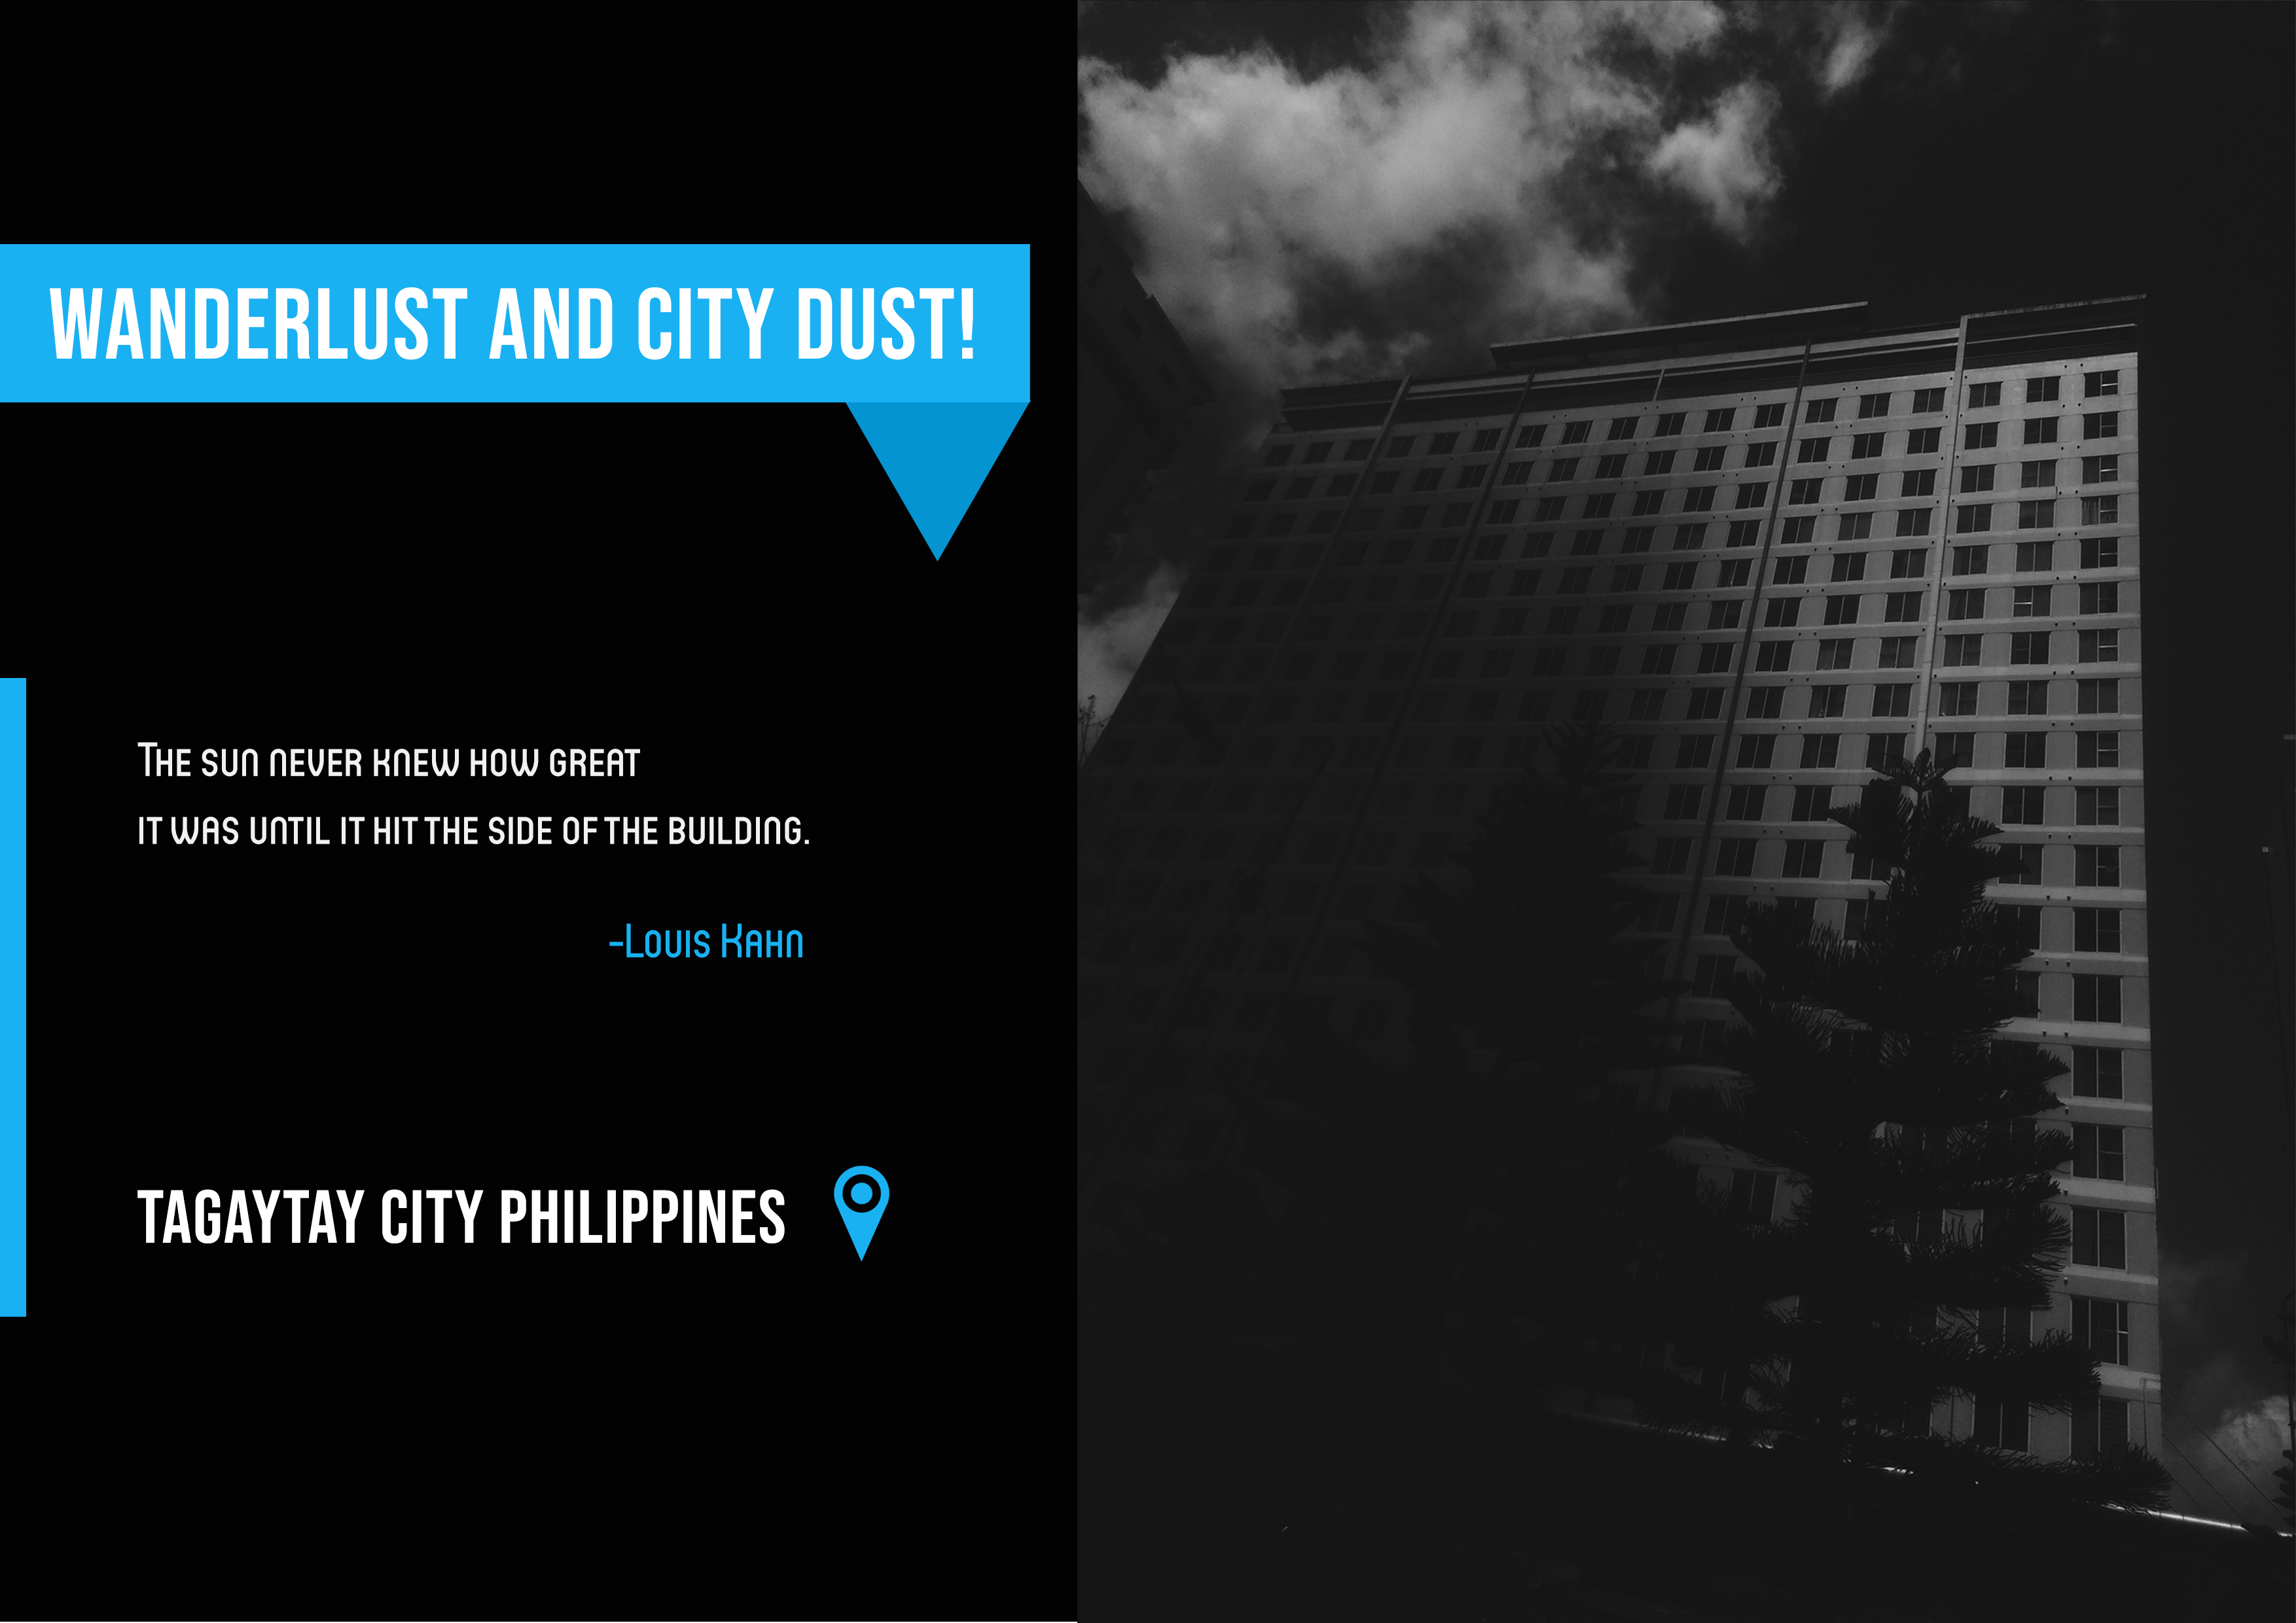 WANDERLUST AND CITY DUST!
The sun never knew how great
it was until it hit the side of the building.
-Louis Kahn
TAGAYTAY CITY PHILIPPINES